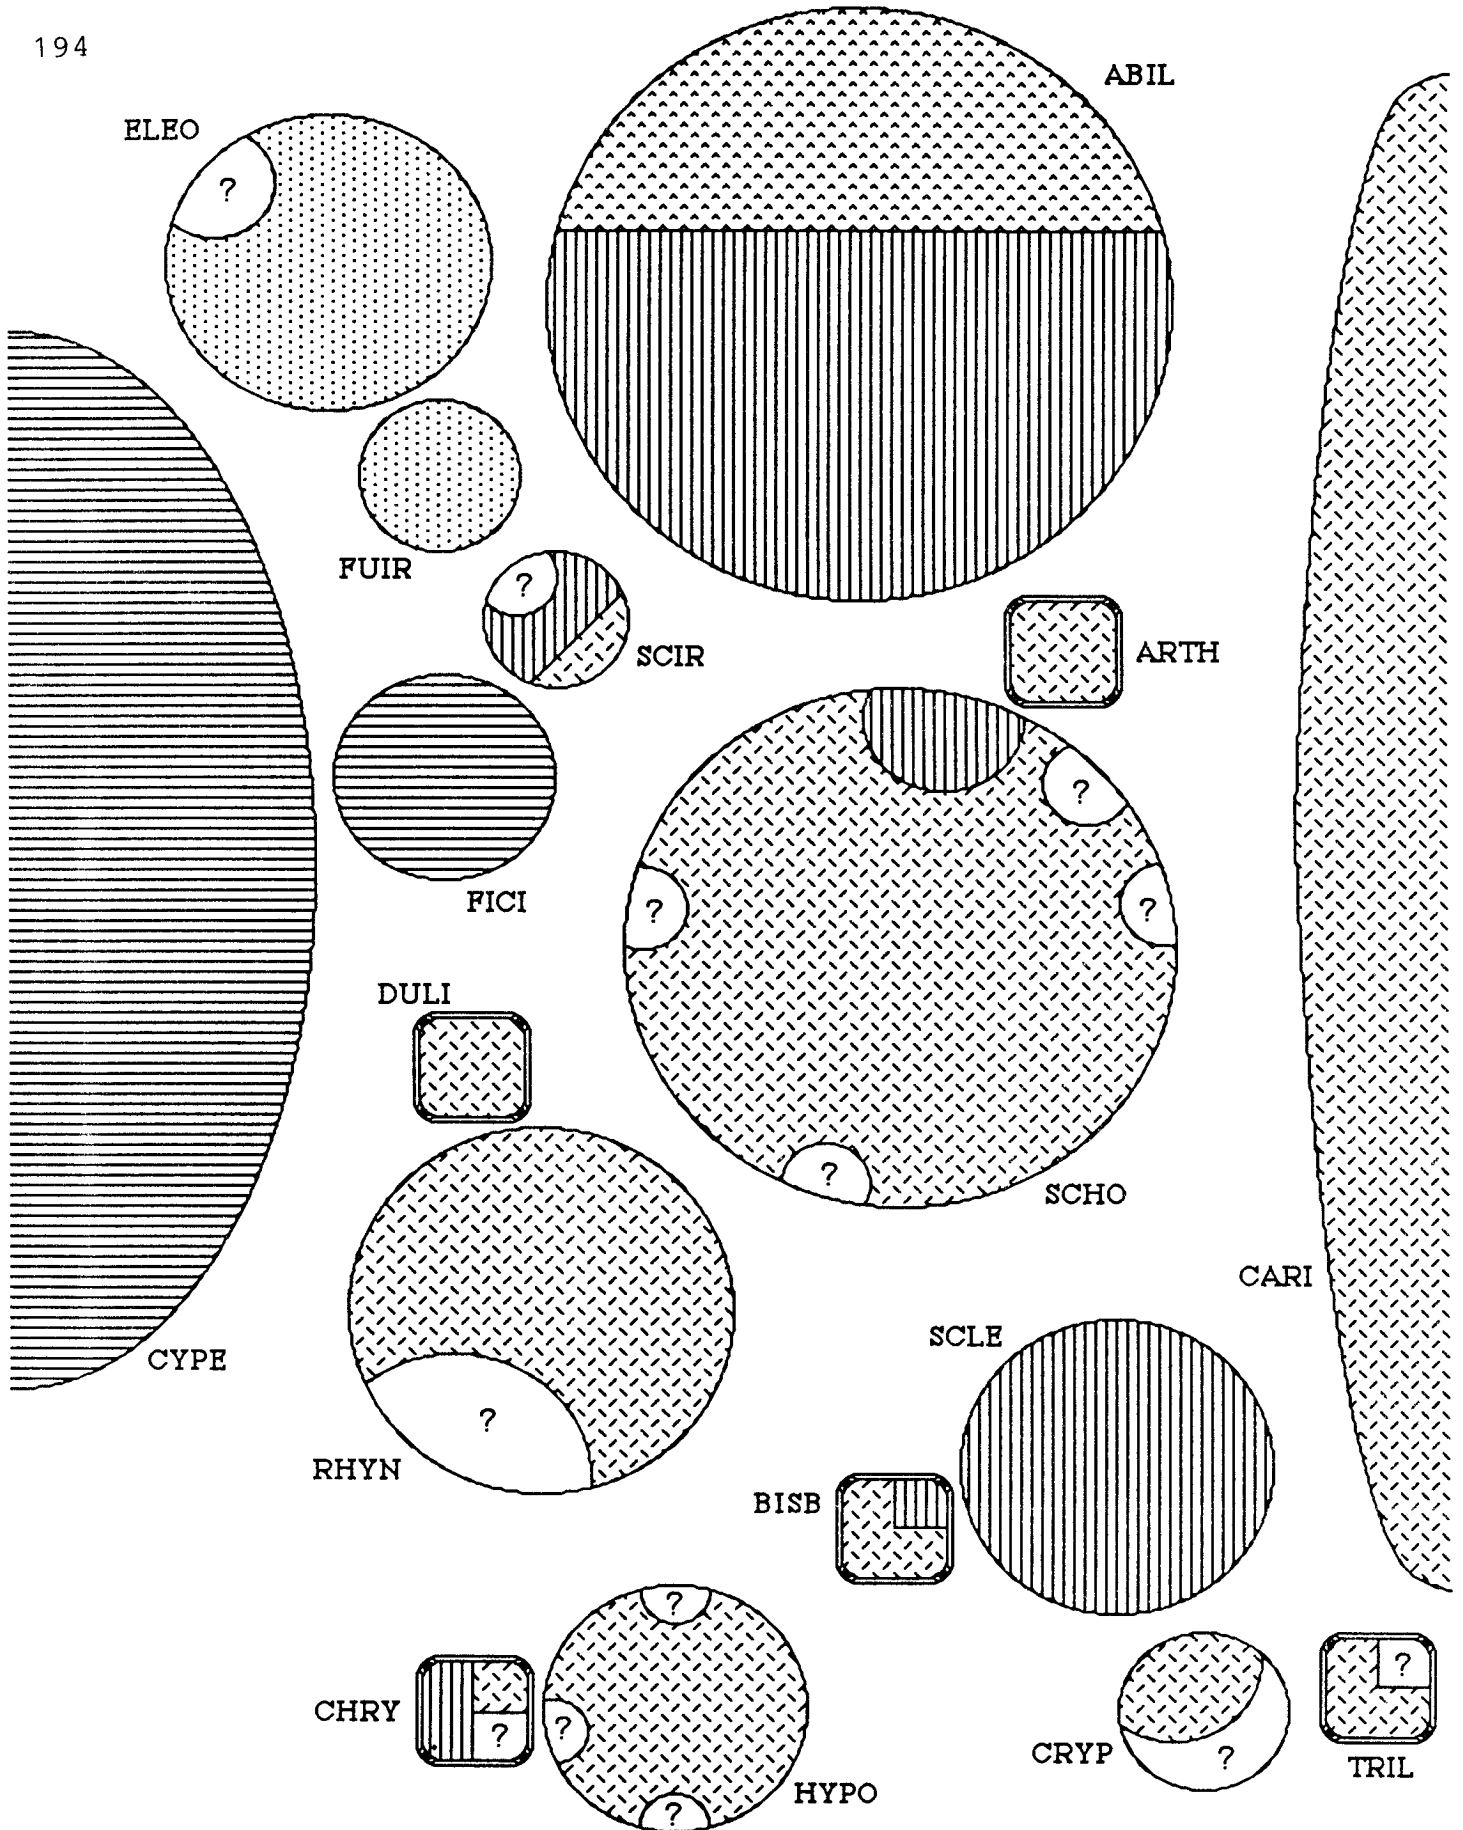 194
ABIL
ELEO
?
FUIR
?
SCIR
ARTH
?
FICI
?
?
DULI
?
SCHO
CARI
SCLE
CYPE
?
RHYN
BISB
?
?
CHRY
?
?
CRYP
?
TRIL
HYPO
?